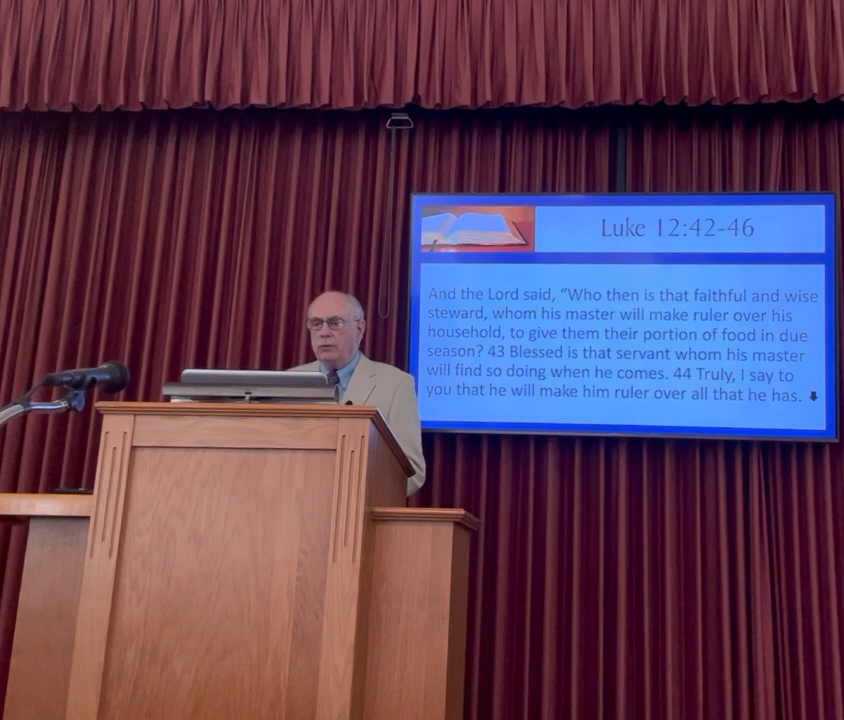 Luke 12:42-46
And the Lord said, “Who then is that faithful and wise
steward, whom his master will make ruler over his
household, to give them their portion of food in due
season? 43 Blessed is that servant whom his master
will find so doing when he comes. 44 Truly, I say to
you that he will make him ruler over all that he has.